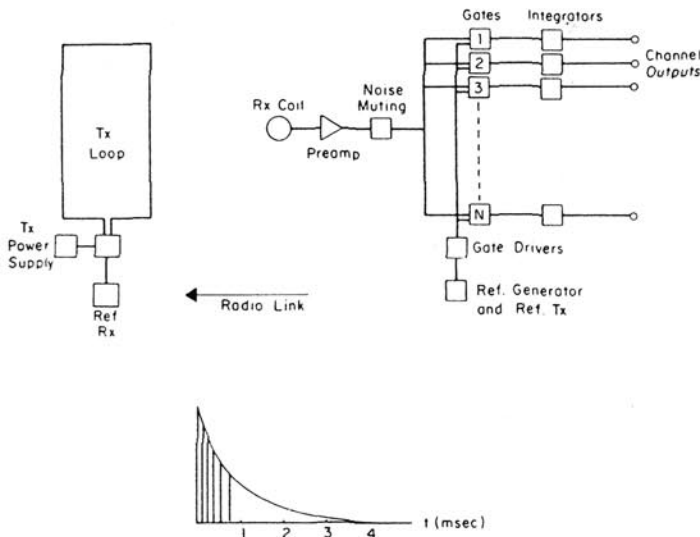 Gates
Integrators
1
2
3
N
Channel
Outputs
Noise
Muting
Rx Coil
Preamp
Tx
Loop
Tx
Power
Supply
Ref
Rx
Radio Link
Gate Drivers
Ref. Generator
and Ref. Tx
1 2 3 4 t (msec)